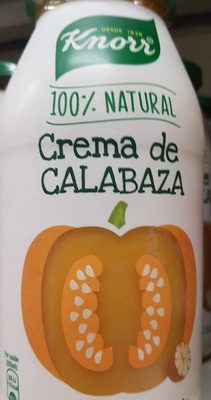 DESDE 1838
Knorr®
100% NATURAL
Crema de
CALABAZA